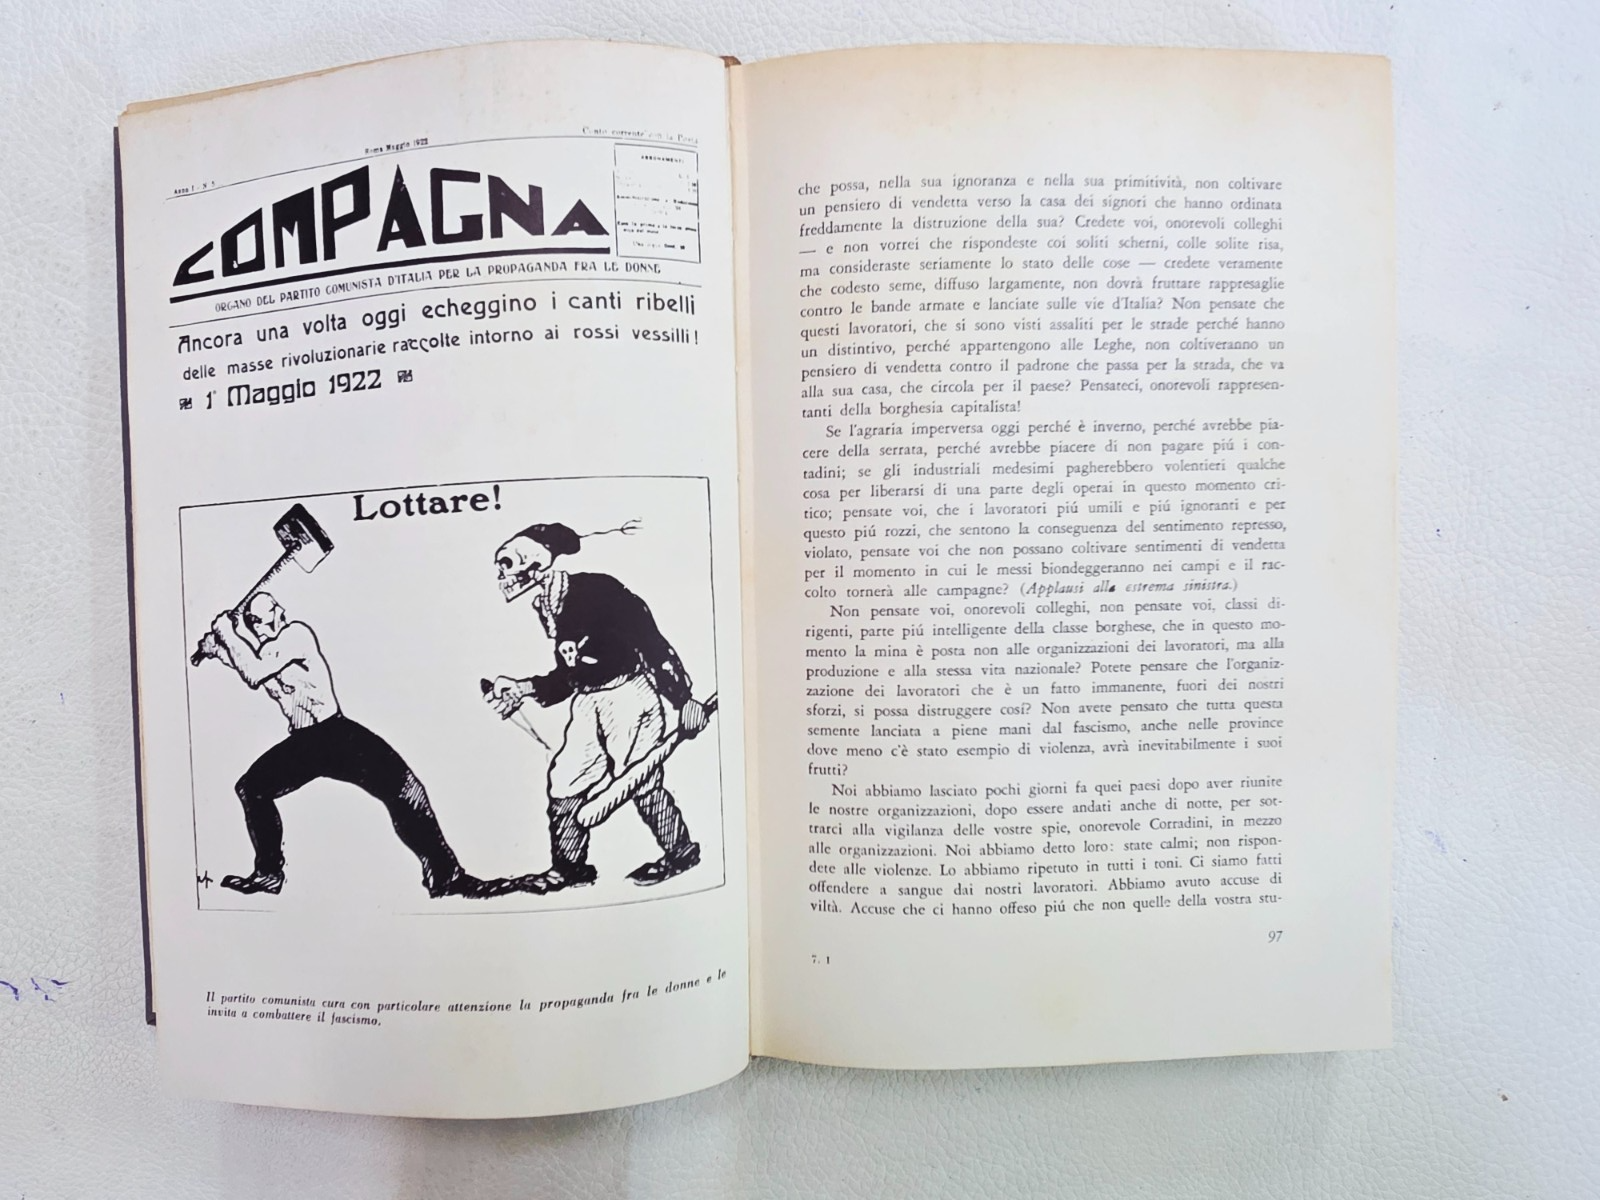 Anno I - N. 5
Roma Maggio 1922
Conto corrente con la Posta
ABBONAMENTI
COMPAGNA
ORGANO DEL PARTITO COMUNISTA D'ITALIA PER LA PROPAGANDA FRA LE DONNE
Ancora una volta oggi echeggino i canti ribelli
delle masse rivoluzionarie raccolte intorno ai rossi vessilli!
1° Maggio 1922
Lottare!
Il partito comunista cura con particolare attenzione la propaganda fra le donne e le
invita a combattere il fascismo.
che possa, nella sua ignoranza e nella sua primitività, non coltivare
un pensiero di vendetta verso la casa dei signori che hanno ordinata
freddamente la distruzione della sua? Credete voi, onorevoli colleghi
— e non vorrei che rispondeste coi soliti scherni, colle solite risa,
ma consideraste seriamente lo stato delle cose — credete veramente
che codesto seme, diffuso largamente, non dovrà fruttare rappresaglie
contro le bande armate e lanciate sulle vie d'Italia? Non pensate che
questi lavoratori, che si sono visti assaliti per le strade perché hanno
un distintivo, perché appartengono alle Leghe, non coltiveranno un
pensiero di vendetta contro il padrone che passa per la strada, che va
alla sua casa, che circola per il paese? Pensateci, onorevoli rappresen-
tanti della borghesia capitalista!
Se l'agraria imperversa oggi perché è inverno, perché avrebbe pia-
cere della serrata, perché avrebbe piacere di non pagare piú i con-
tadini; se gli industriali medesimi pagherebbero volentieri qualche
cosa per liberarsi di una parte degli operai in questo momento cri-
tico; pensate voi, che i lavoratori piú umili e piú ignoranti e per
questo piú rozzi, che sentono la conseguenza del sentimento represso,
violato, pensate voi che non possano coltivare sentimenti di vendetta
per il momento in cui le messi biondeggeranno nei campi e il rac-
colto tornerà alle campagne? (Applausi alla estrema sinistra.)
Non pensate voi, onorevoli colleghi, non pensate voi, classi di-
rigenti, parte piú intelligente della classe borghese, che in questo mo-
mento la mina è posta non alle organizzazioni dei lavoratori, ma alla
produzione e alla stessa vita nazionale? Potete pensare che l'organiz-
zazione dei lavoratori che è un fatto immanente, fuori dei nostri
sforzi, si possa distruggere cosí? Non avete pensato che tutta questa
semente lanciata a piene mani dal fascismo, anche nelle province
dove meno c'è stato esempio di violenza, avrà inevitabilmente i suoi
frutti?
Noi abbiamo lasciato pochi giorni fa quei paesi dopo aver riunite
le nostre organizzazioni, dopo essere andati anche di notte, per sot-
trarci alla vigilanza delle vostre spie, onorevole Corradini, in mezzo
alle organizzazioni. Noi abbiamo detto loro: state calmi; non rispon-
dete alle violenze. Lo abbiamo ripetuto in tutti i toni. Ci siamo fatti
offendere a sangue dai nostri lavoratori. Abbiamo avuto accuse di
viltà. Accuse che ci hanno offeso piú che non quelle della vostra stu-
97
7. I